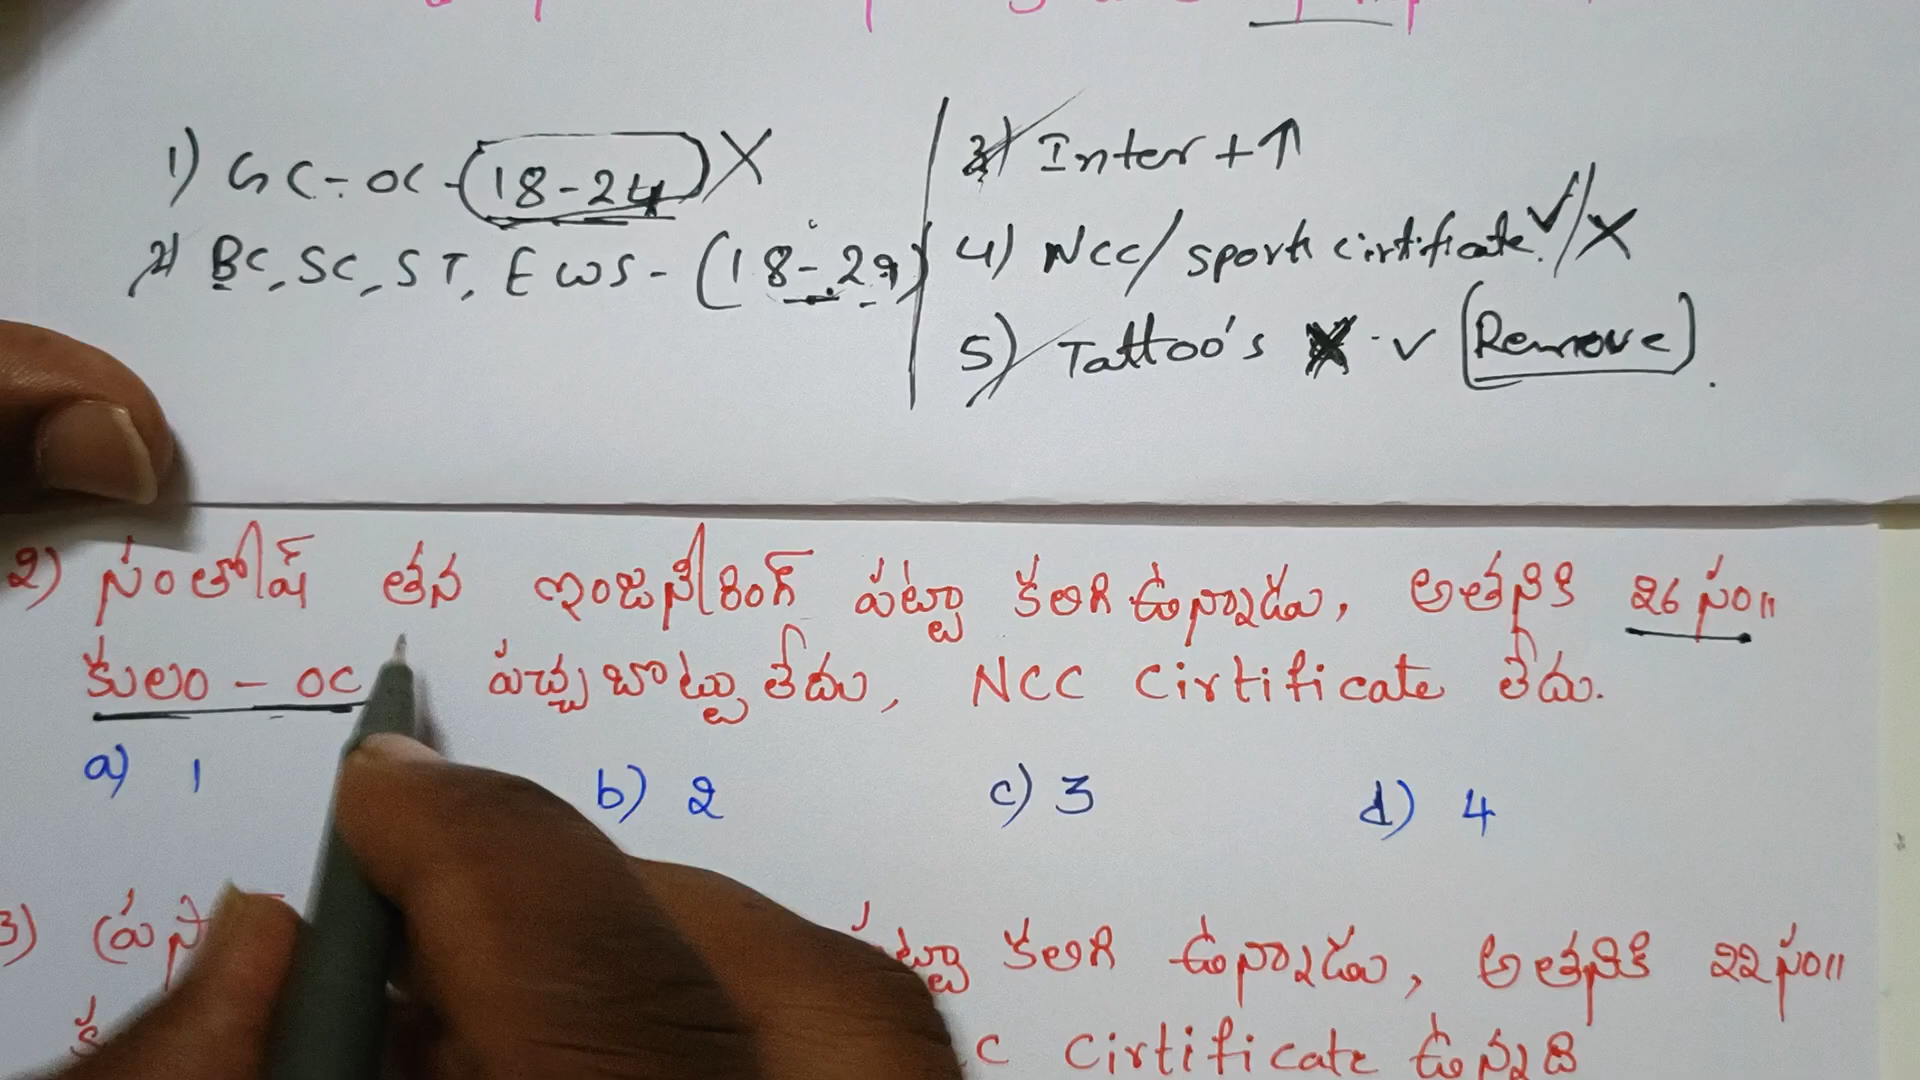 1) GC - OC - (18-24) X
2) BC, SC, ST, EWS - (18-29)
3) Inter + ↑
4) NCC/ sports cirtificate ✓/X
5) Tattoo's X ✓ (Remove).
2) సంతోష్ తన ఇంజనీరింగ్ పట్టా కలిగి ఉన్నాడు, అతనికి 26 సం॥
కులం - OC పచ్చబొట్టు లేదు, NCC Cirtificate లేదు.
a) 1 b) 2 c) 3 d) 4
3) కలిగి ఉన్నాడు, అతనికి 22 సం॥
Cirtificate ఉన్నది